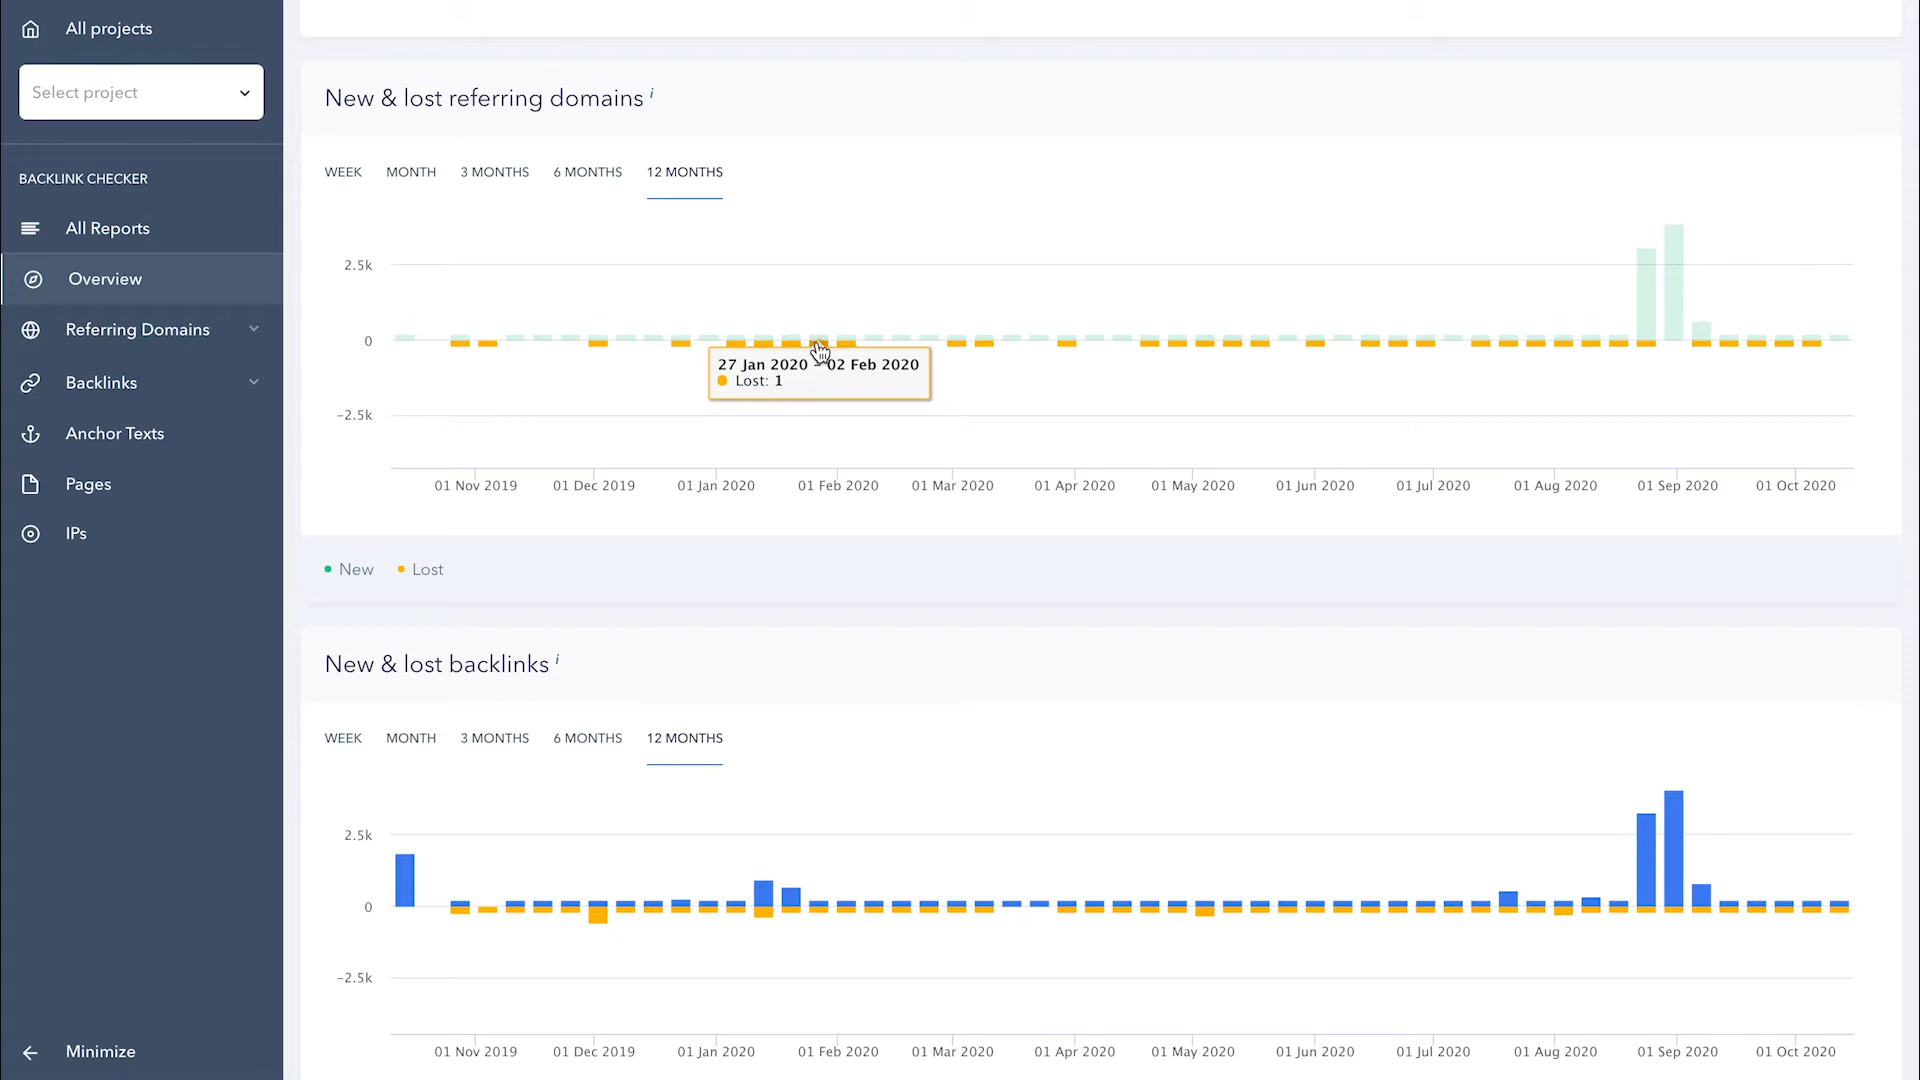 All projects
Select project
BACKLINK CHECKER
All Reports
Overview
Referring Domains
Backlinks
Anchor Texts
Pages
IPs
Minimize
New & lost referring domains i
WEEK MONTH 3 MONTHS 6 MONTHS 12 MONTHS
2.5k
0
27 Jan 2020 - 02 Feb 2020
Lost: 1
-2.5k
01 Nov 2019 01 Dec 2019 01 Jan 2020 01 Feb 2020 01 Mar 2020 01 Apr 2020 01 May 2020 01 Jun 2020 01 Jul 2020 01 Aug 2020 01 Sep 2020 01 Oct 2020
New Lost
New & lost backlinks i
WEEK MONTH 3 MONTHS 6 MONTHS 12 MONTHS
2.5k
0
-2.5k
01 Nov 2019 01 Dec 2019 01 Jan 2020 01 Feb 2020 01 Mar 2020 01 Apr 2020 01 May 2020 01 Jun 2020 01 Jul 2020 01 Aug 2020 01 Sep 2020 01 Oct 2020